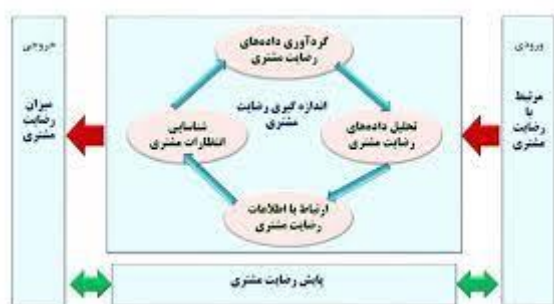 ورودی
مرتبط
با
رضایت
مشتری
گردآوری داده‌های
رضایت مشتری
اندازه گیری رضایت
مشتری
تحلیل داده‌های
رضایت مشتری
شناسایی
انتظارات مشتری
ارتباط با اطلاعات
رضایت مشتری
خروجی
میزان
رضایت
مشتری
پایش رضایت مشتری